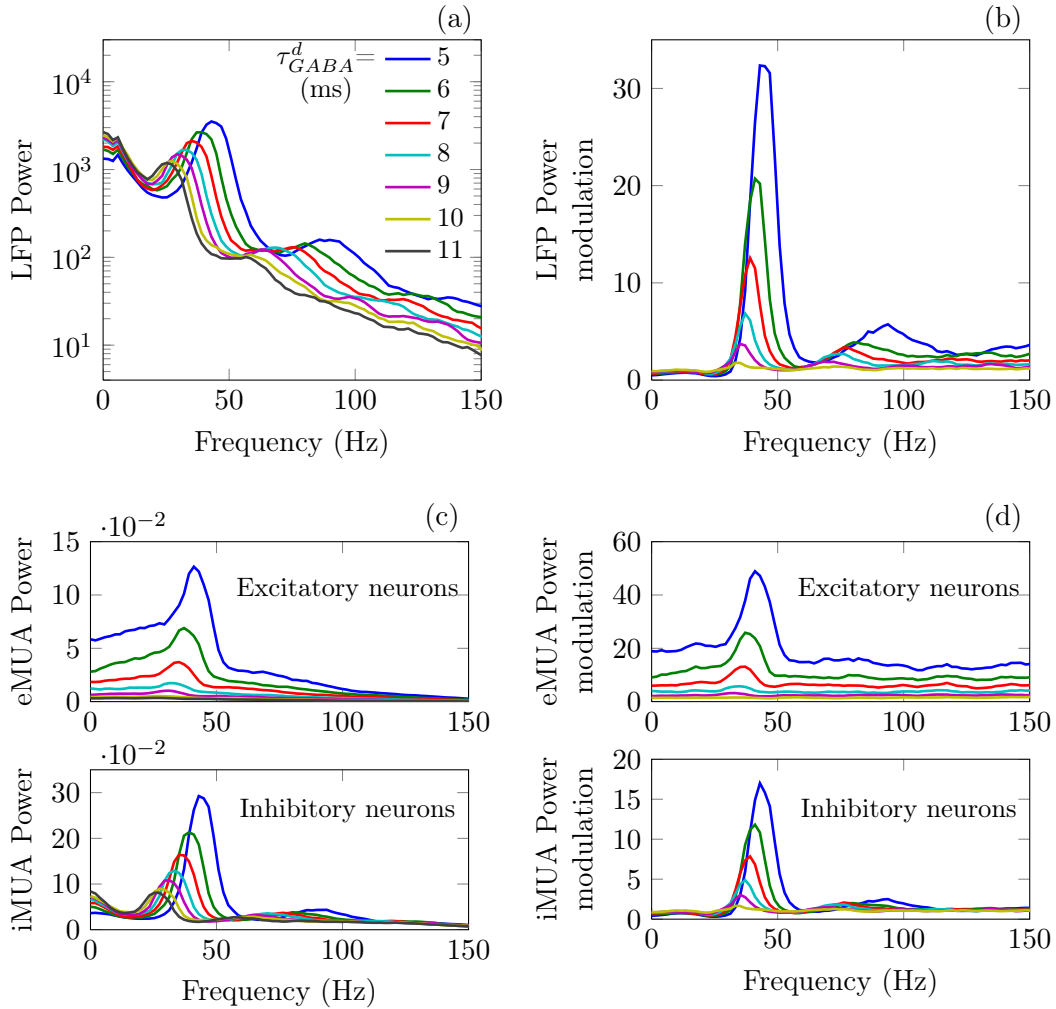 (a)
10^4
10^3
10^2
10^1
LFP Power
τ^d_GABA=
(ms)
5
6
7
8
9
10
11
0 50 100 150
Frequency (Hz)
(b)
30
20
10
0
LFP Power
modulation
0 50 100 150
Frequency (Hz)
(c)
·10^−2
15
10
5
0
eMUA Power
Excitatory neurons
0 50 100 150
·10^−2
30
20
10
0
iMUA Power
Inhibitory neurons
0 50 100 150
Frequency (Hz)
(d)
60
40
20
0
eMUA Power
modulation
Excitatory neurons
0 50 100 150
20
15
10
5
0
iMUA Power
modulation
Inhibitory neurons
0 50 100 150
Frequency (Hz)